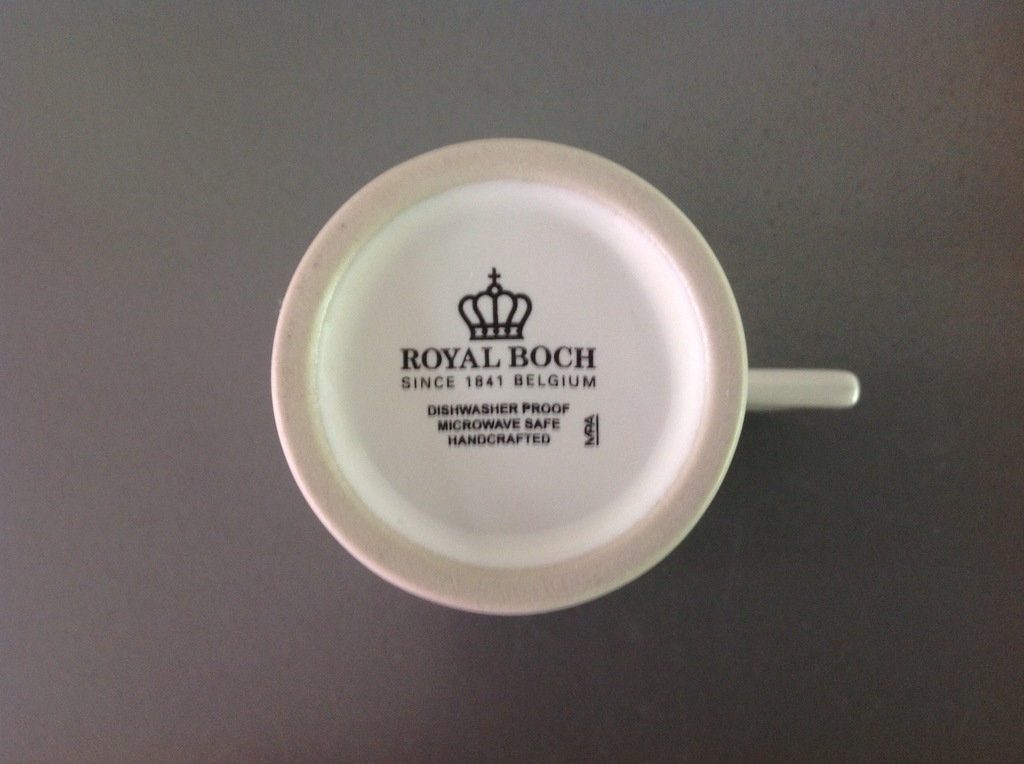 ROYAL BOCH
SINCE 1841 BELGIUM
DISHWASHER PROOF
MICROWAVE SAFE
HANDCRAFTED